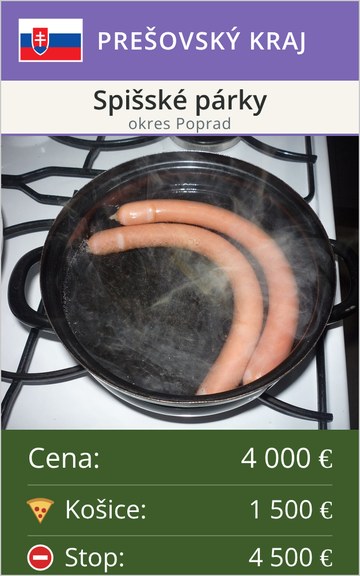 PREŠOVSKÝ KRAJ
Spišské párky
okres Poprad
Cena: 4 000 €
Košice: 1 500 €
Stop: 4 500 €